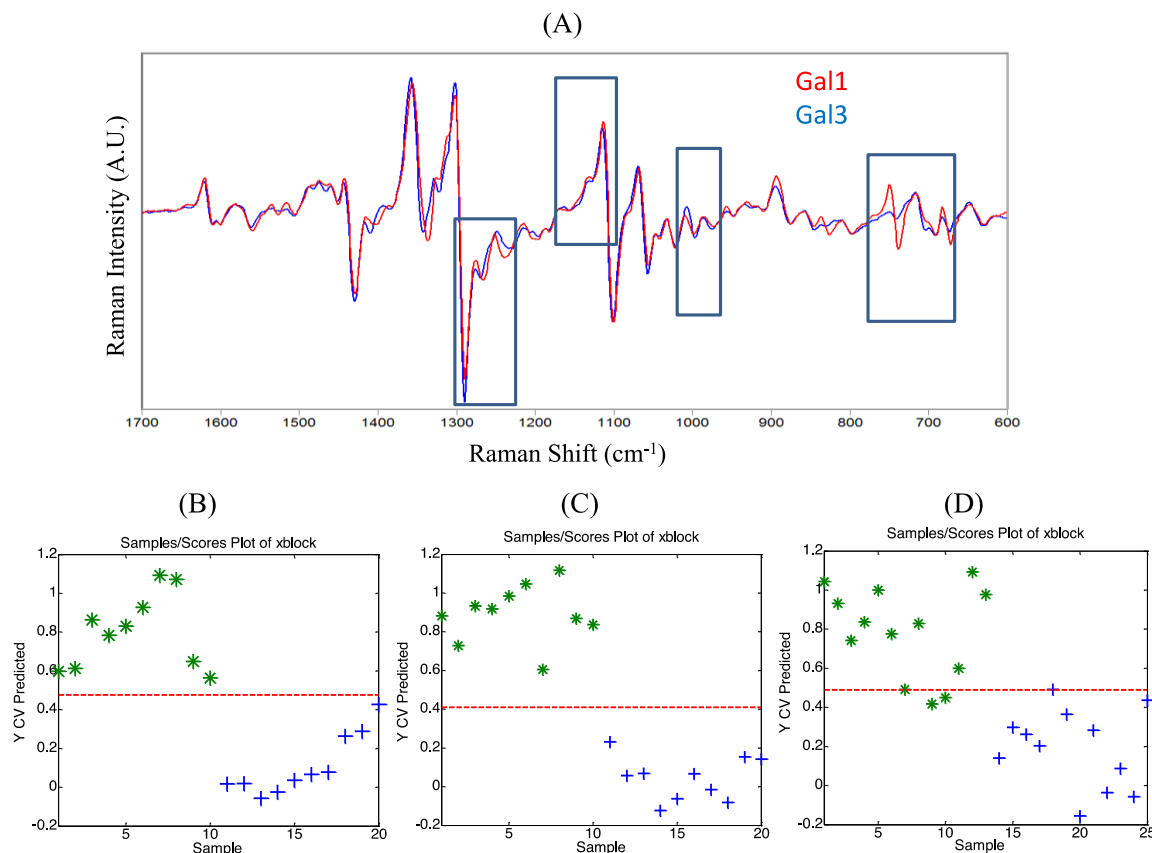 (A)
Gal1
Gal3
Raman Intensity (A.U.)
1700 1600 1500 1400 1300 1200 1100 1000 900 800 700 600
Raman Shift (cm-1)
(B)
Samples/Scores Plot of xblock
Y CV Predicted
1.2
1
0.8
0.6
0.4
0.2
0
-0.2
5 10 15 20
Sample
(C)
Samples/Scores Plot of xblock
Y CV Predicted
1.2
1
0.8
0.6
0.4
0.2
0
-0.2
5 10 15 20
Sample
(D)
Samples/Scores Plot of xblock
Y CV Predicted
1.2
1
0.8
0.6
0.4
0.2
0
-0.2
5 10 15 20 25
Sample